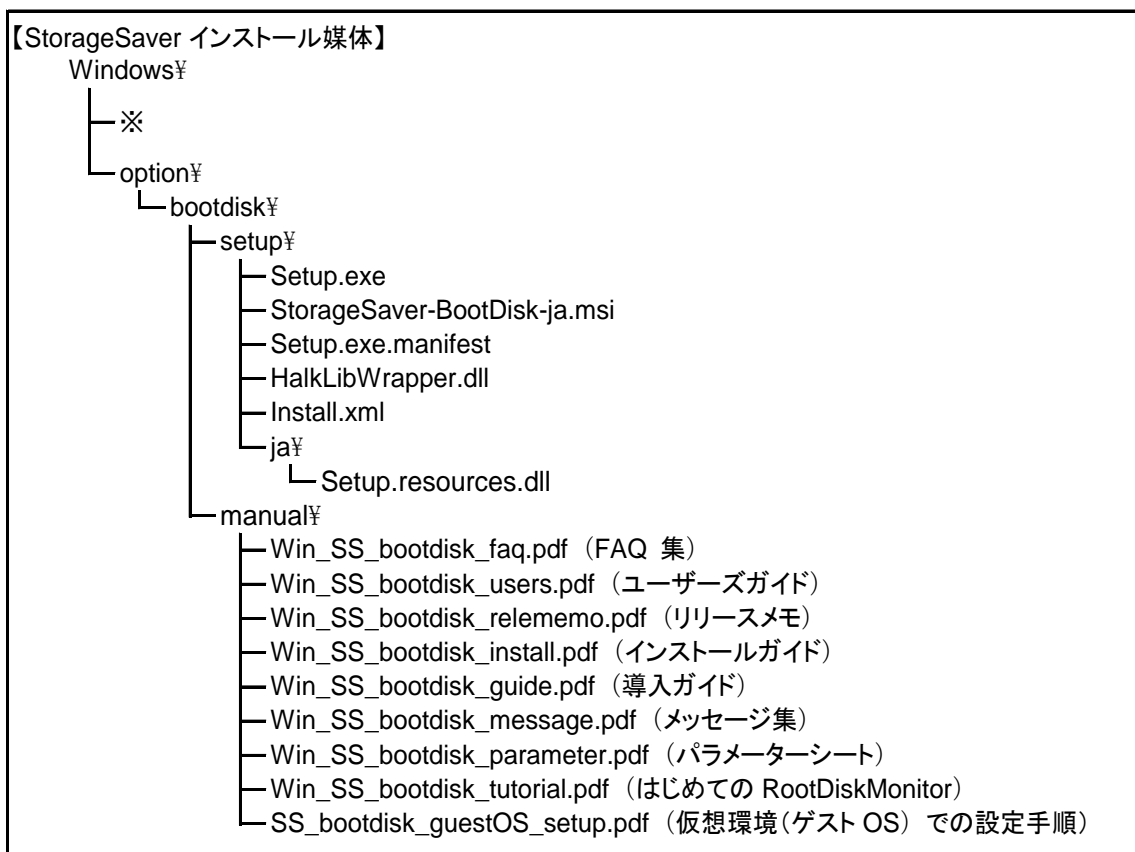 【StorageSaver インストール媒体】
Windows¥
※
option¥
bootdisk¥
setup¥
Setup.exe
StorageSaver-BootDisk-ja.msi
Setup.exe.manifest
HalkLibWrapper.dll
Install.xml
ja¥
Setup.resources.dll
manual¥
Win_SS_bootdisk_faq.pdf（FAQ 集）
Win_SS_bootdisk_users.pdf（ユーザーズガイド）
Win_SS_bootdisk_relememo.pdf（リリースメモ）
Win_SS_bootdisk_install.pdf（インストールガイド）
Win_SS_bootdisk_guide.pdf（導入ガイド）
Win_SS_bootdisk_message.pdf（メッセージ集）
Win_SS_bootdisk_parameter.pdf（パラメーターシート）
Win_SS_bootdisk_tutorial.pdf（はじめての RootDiskMonitor）
SS_bootdisk_guestOS_setup.pdf（仮想環境（ゲスト OS）での設定手順）